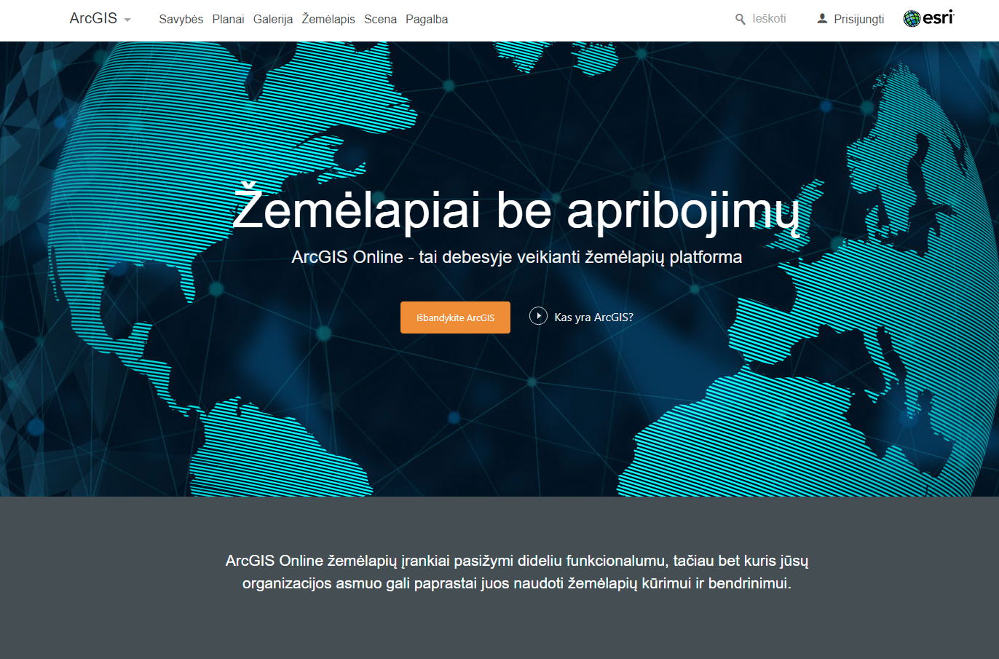 ArcGIS
Savybės Planai Galerija Žemėlapis Scena Pagalba
Ieškoti
Prisijungti
esri
Žemėlapiai be apribojimų
ArcGIS Online - tai debesyje veikianti žemėlapių platforma
Išbandykite ArcGIS
Kas yra ArcGIS?
ArcGIS Online žemėlapių įrankiai pasižymi dideliu funkcionalumu, tačiau bet kuris jūsų
organizacijos asmuo gali paprastai juos naudoti žemėlapių kūrimui ir bendrinimui.